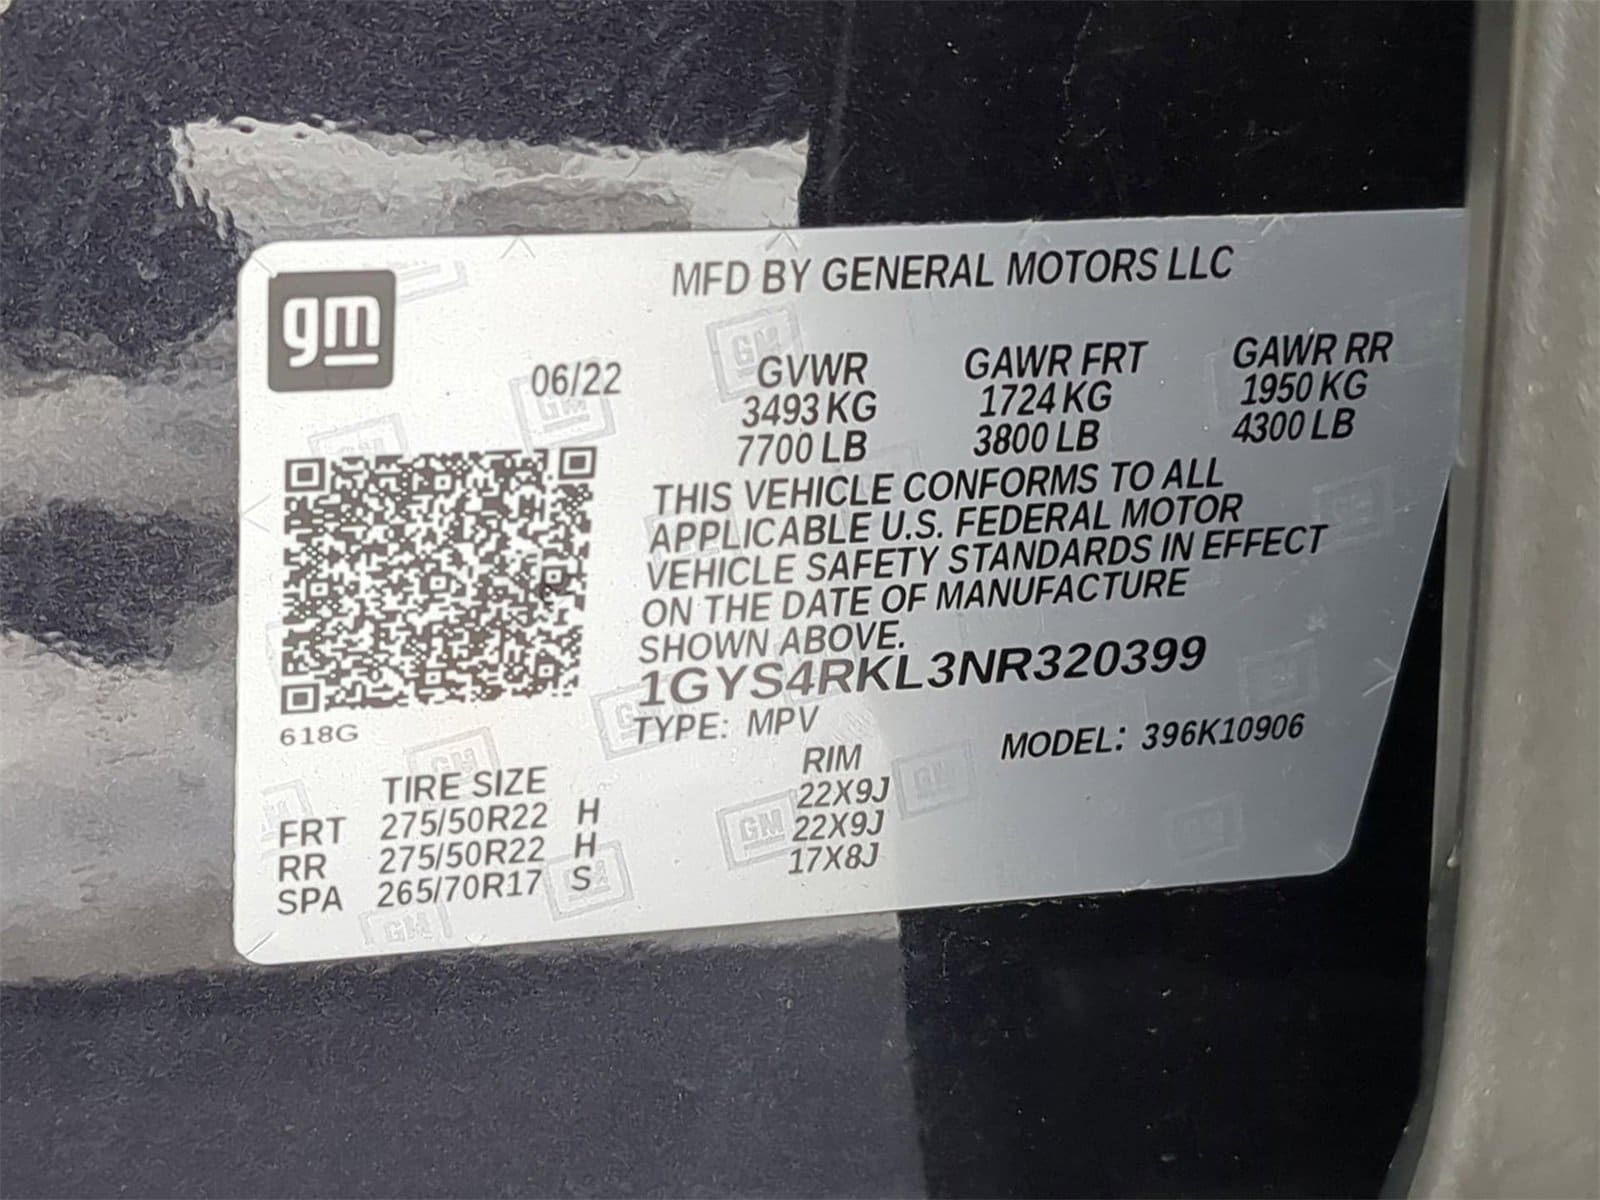 gm
MFD BY GENERAL MOTORS LLC
06/22 GVWR GAWR FRT GAWR RR
3493 KG 1724 KG 1950 KG
7700 LB 3800 LB 4300 LB
THIS VEHICLE CONFORMS TO ALL
APPLICABLE U.S. FEDERAL MOTOR
VEHICLE SAFETY STANDARDS IN EFFECT
ON THE DATE OF MANUFACTURE
SHOWN ABOVE.
1GYS4RKL3NR320399
618G
TYPE: MPV MODEL: 396K10906
TIRE SIZE RIM
FRT 275/50R22 H 22X9J
RR 275/50R22 H 22X9J
SPA 265/70R17 S 17X8J